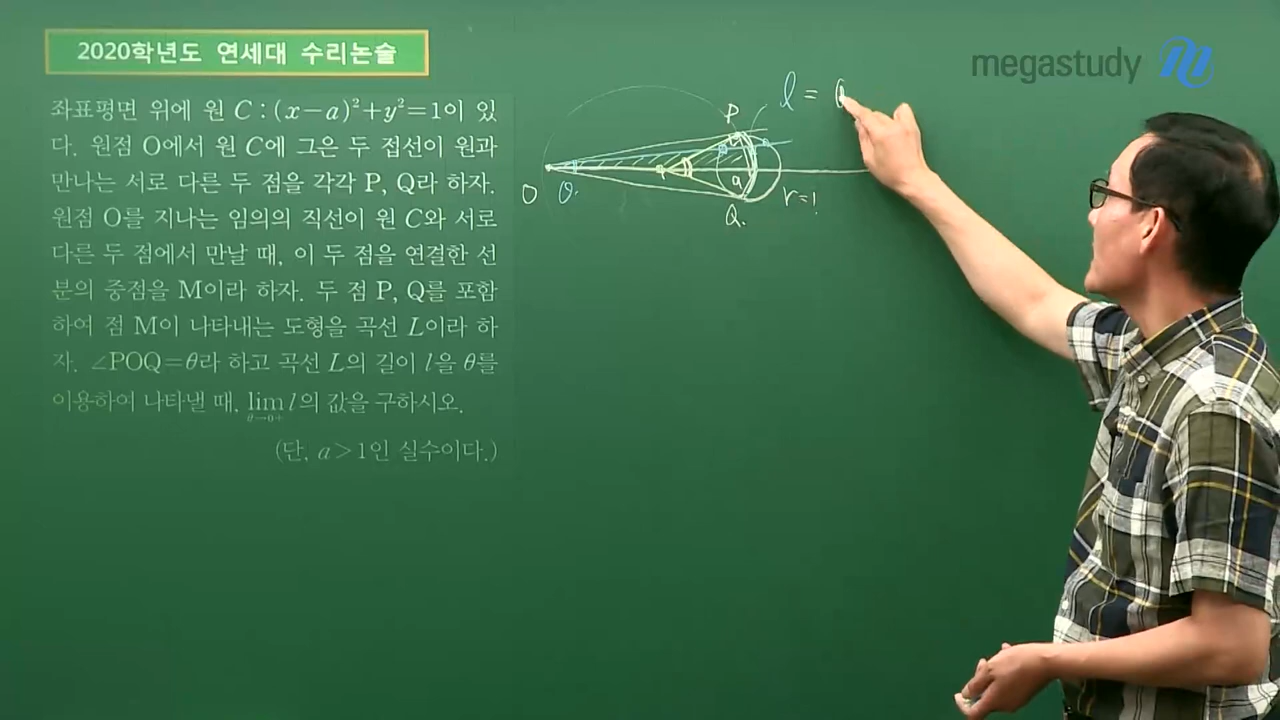 2020학년도 연세대 수리논술
megastudy
좌표평면 위에 원 C : (x−a)²+y²=1이 있
다. 원점 O에서 원 C에 그은 두 접선이 원과
만나는 서로 다른 두 점을 각각 P, Q라 하자.
원점 O를 지나는 임의의 직선이 원 C와 서로
다른 두 점에서 만날 때, 이 두 점을 연결한 선
분의 중점을 M이라 하자. 두 점 P, Q를 포함
하여 점 M이 나타내는 도형을 곡선 L이라 하
자. ∠POQ=θ라 하고 곡선 L의 길이 l을 θ를
이용하여 나타낼 때, lim θ→0+ l의 값을 구하시오.
(단, a>1인 실수이다.)
P
l =
O
θ
a
r=1
Q